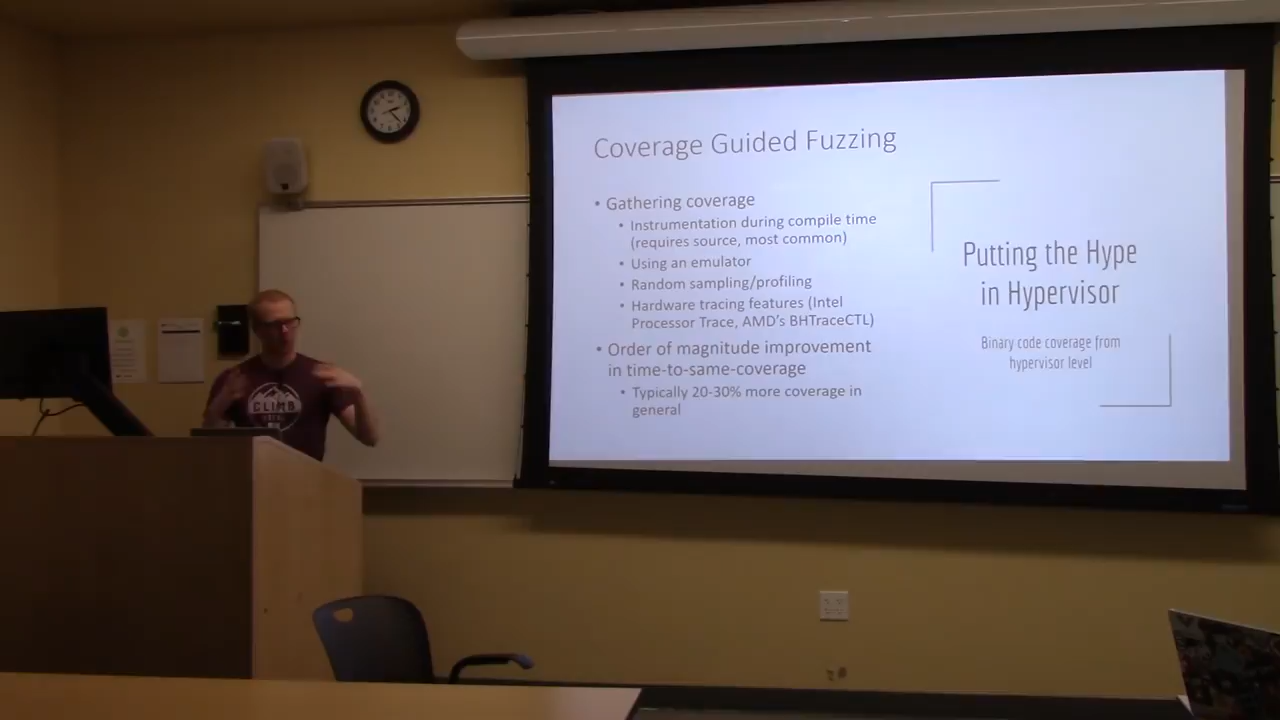 Coverage Guided Fuzzing
• Gathering coverage
• Instrumentation during compile time
(requires source, most common)
• Using an emulator
• Random sampling/profiling
• Hardware tracing features (Intel
Processor Trace, AMD's BHTraceCTL)
• Order of magnitude improvement
in time-to-same-coverage
• Typically 20-30% more coverage in
general
Putting the Hype
in Hypervisor
Binary code coverage from
hypervisor level
CLIMB